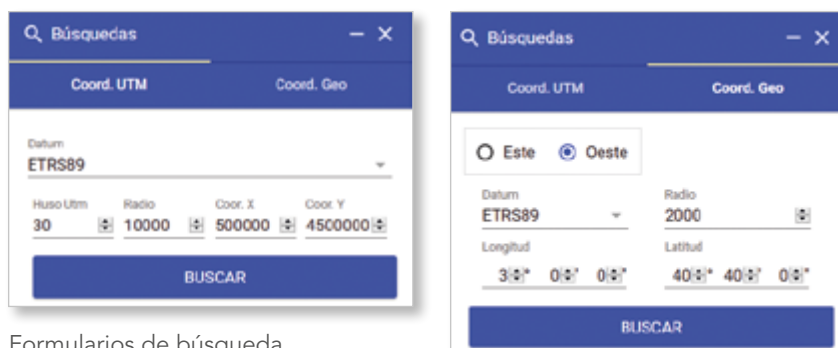 Búsquedas
Coord. UTM Coord. Geo
Datum
ETRS89
Huso Utm Radio Coor. X Coor. Y
30 10000 500000 4500000
BUSCAR
Formularios de búsqueda
Búsquedas
Coord. UTM Coord. Geo
Este Oeste
Datum Radio
ETRS89 2000
Longitud Latitud
3 ° 0 ' 0 " 40 ° 40 ' 0 "
BUSCAR